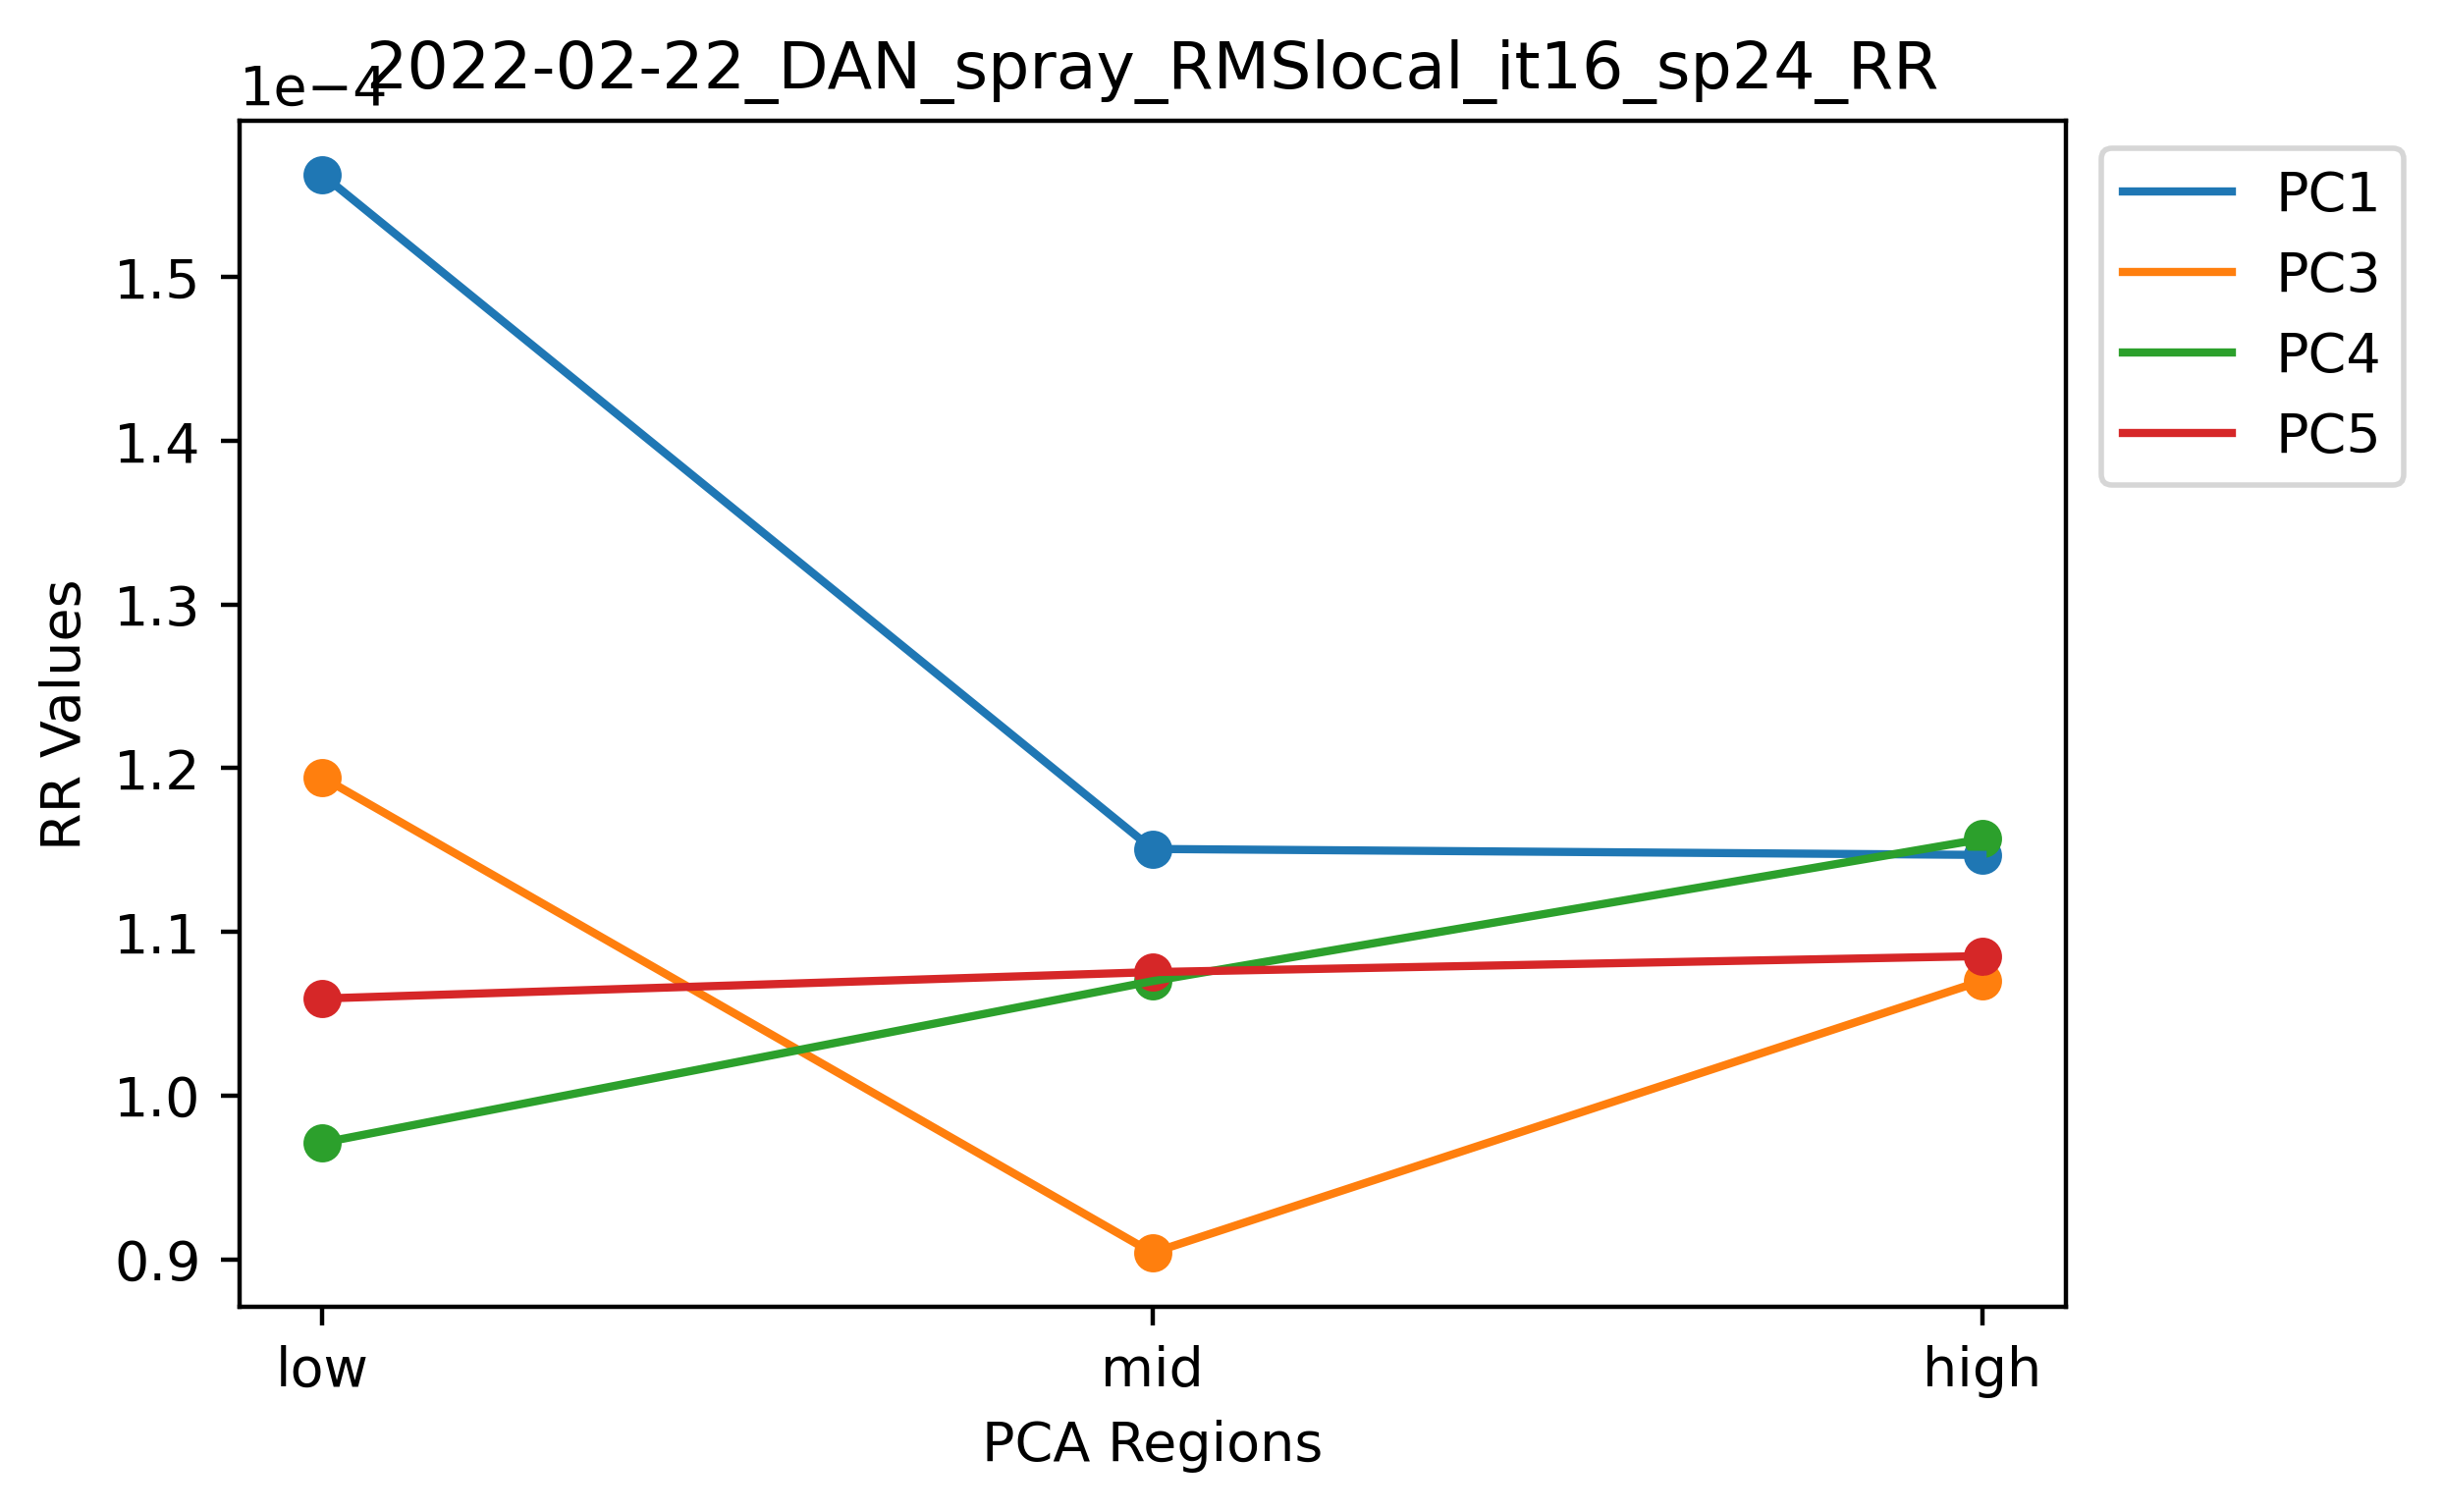 1e−4
2022-02-22_DAN_spray_RMSlocal_it16_sp24_RR
PC1
PC3
PC4
PC5
RR Values
1.5
1.4
1.3
1.2
1.1
1.0
0.9
low mid high
PCA Regions